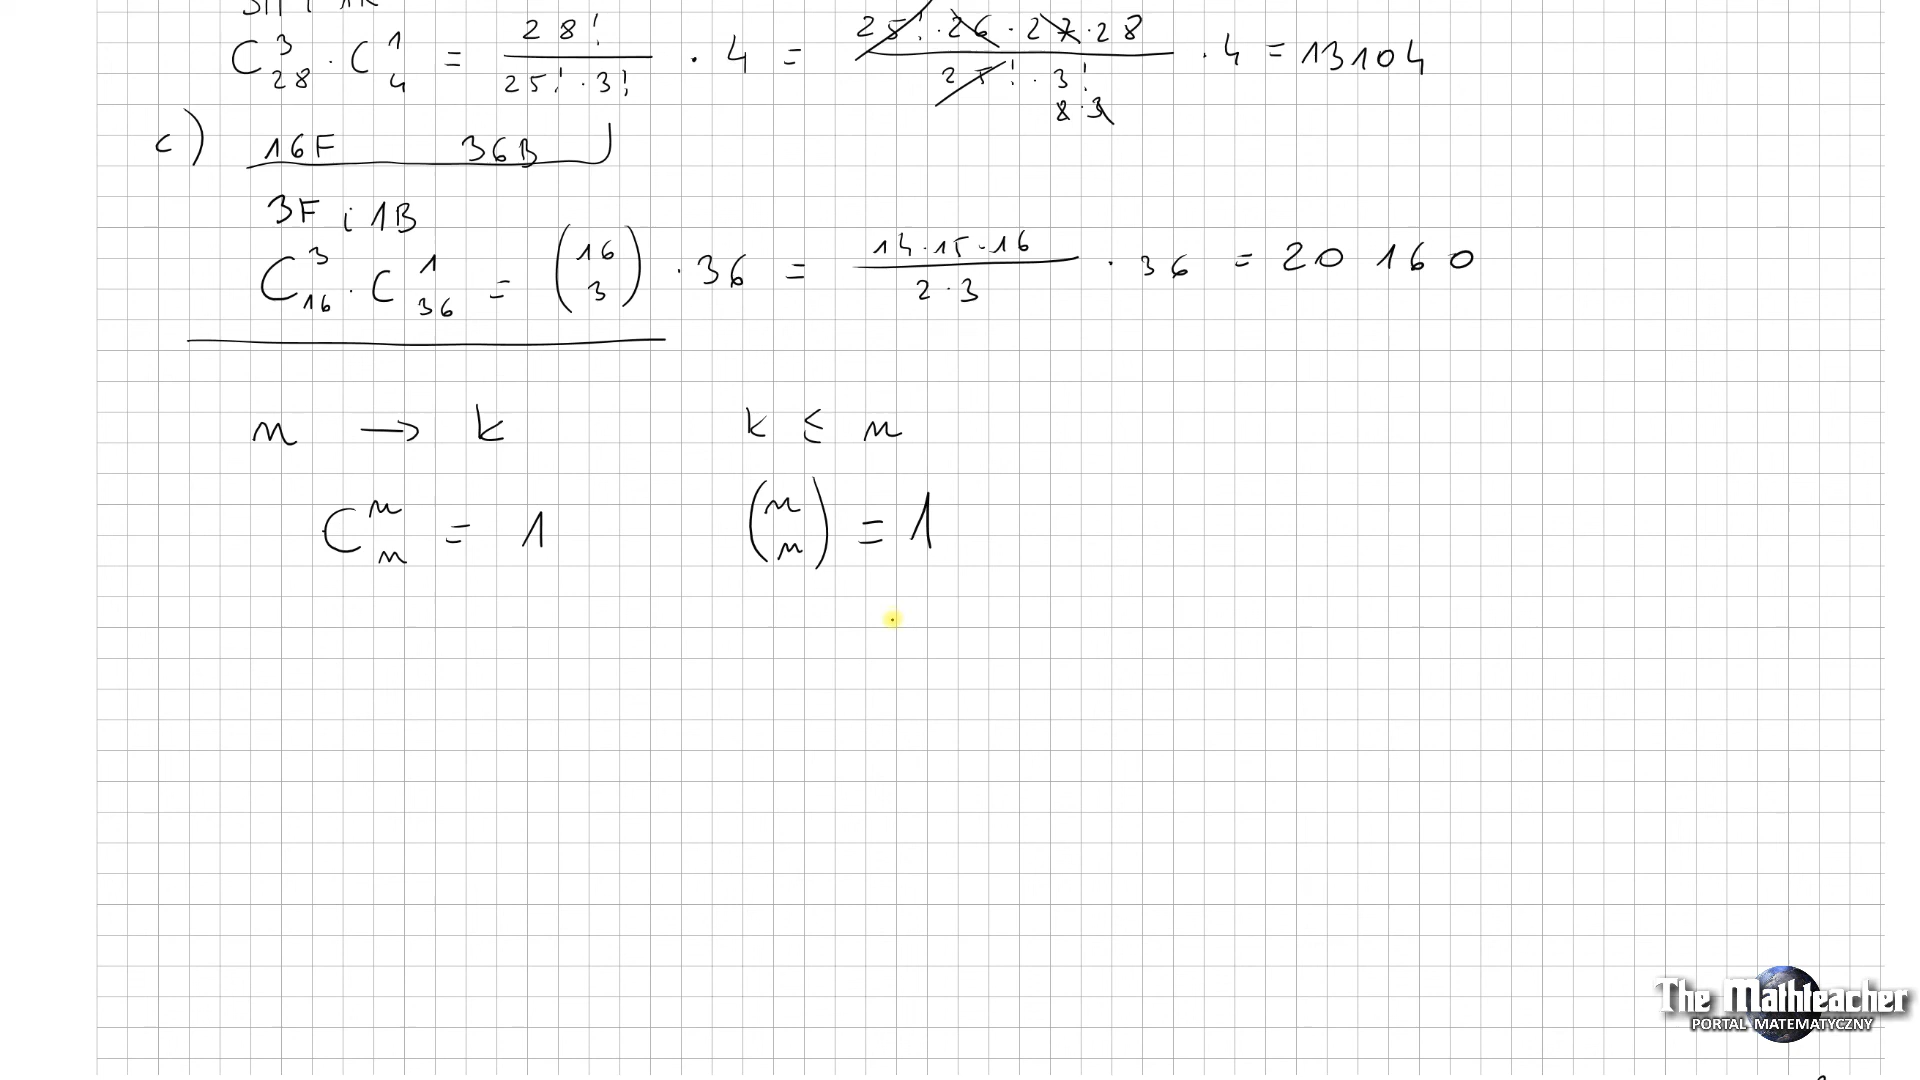 C³₂₈ · C¹₄ = 28! / (25! · 3!) · 4 = (25! · 26 · 27 · 28) / (25! · 3!) · 4 = 13104
c) 16F 36B
3F i 1B
C³₁₆ · C¹₃₆ = (16 3) · 36 = (14 · 15 · 16) / (2 · 3) · 36 = 20 160
n → k k ≤ n
Cⁿₙ = 1 (n n) = 1
The Mathteacher
PORTAL MATEMATYCZNY